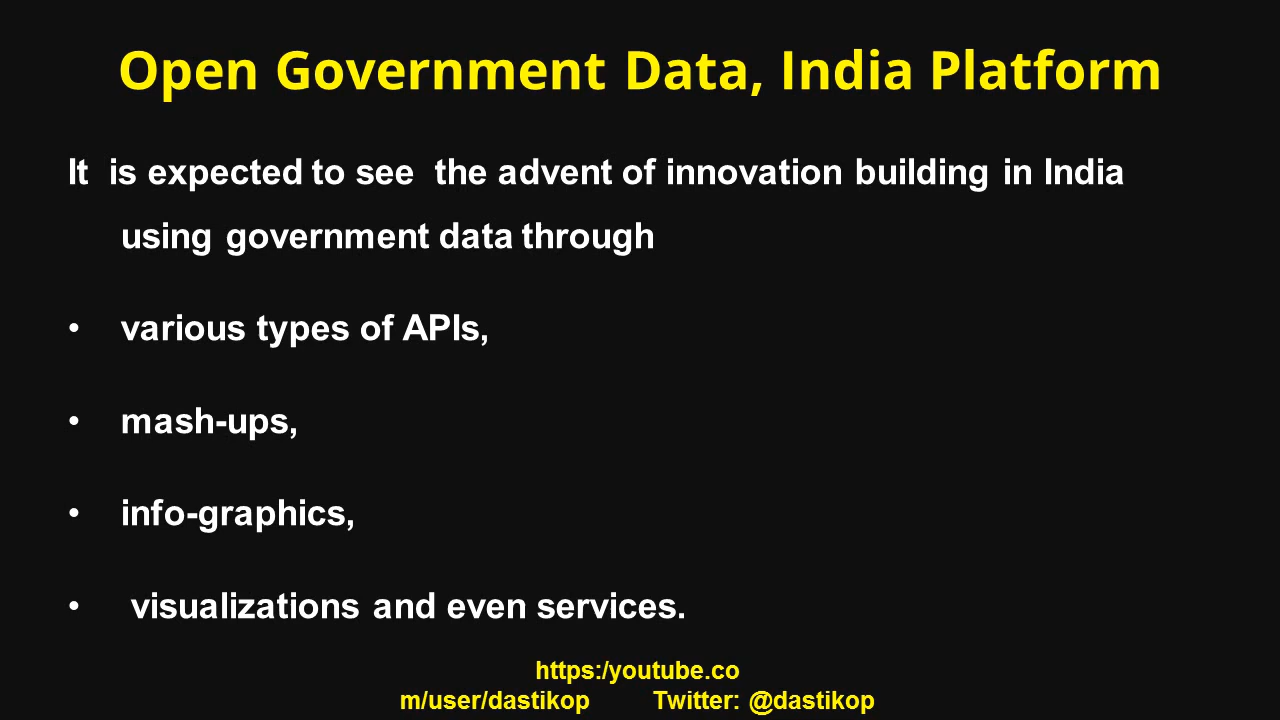 Open Government Data, India Platform
It is expected to see the advent of innovation building in India
using government data through
• various types of APIs,
• mash-ups,
• info-graphics,
• visualizations and even services.
https:/youtube.co
m/user/dastikop Twitter: @dastikop